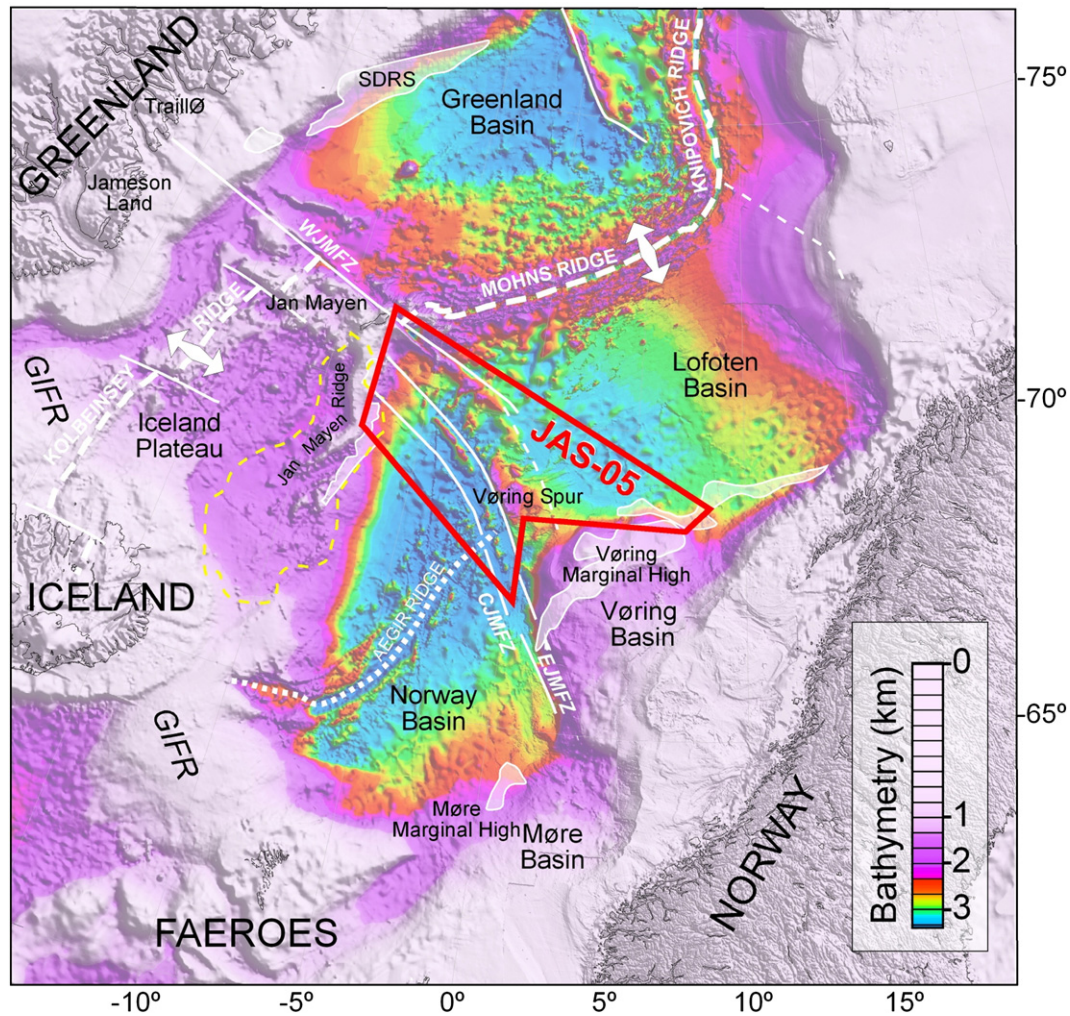 SDRS
Greenland
Basin
TraillØ
GREENLAND
Jameson
Land
KNIPOVICH RIDGE
-75º
WJMFZ
MOHNS RIDGE
Jan Mayen
KOLBEINSEY
RIDGE
GIFR
Iceland
Plateau
Jan Mayen Ridge
Lofoten
Basin
-70º
JAS-05
Vøring Spur
Vøring
Marginal High
Vøring
Basin
ICELAND
AEGIR RIDGE
CJMFZ
EJMFZ
Norway
Basin
GIFR
-65º
Møre
Marginal High
Møre
Basin
NORWAY
FAEROES
Bathymetry (km)
0
1
2
3
-10º
-5º
0º
5º
10º
15º